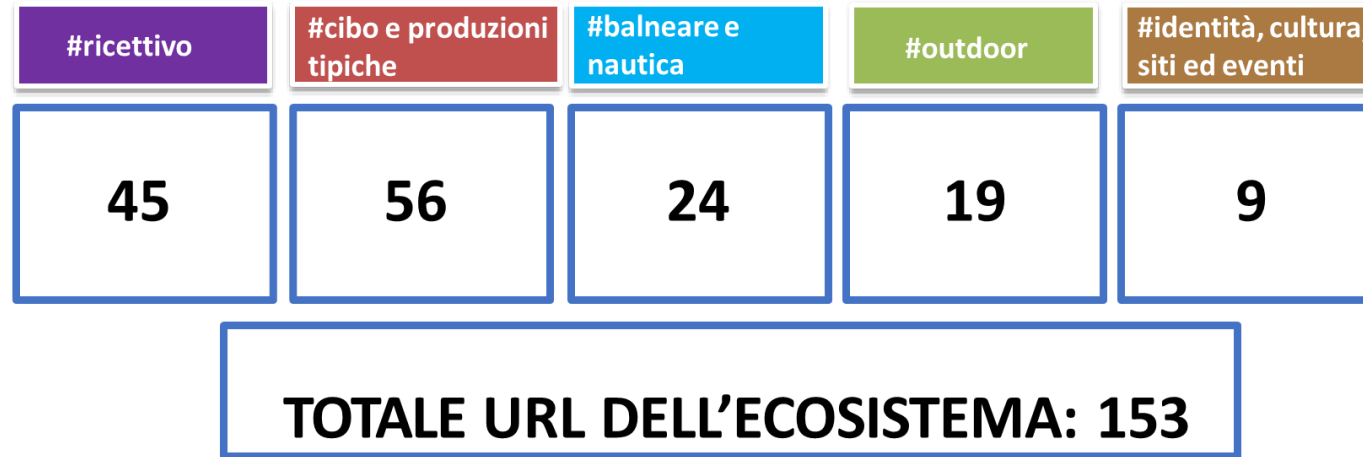 #ricettivo
#cibo e produzioni
tipiche
#balneare e
nautica
#outdoor
#identità, cultura
siti ed eventi
45
56
24
19
9
TOTALE URL DELL’ECOSISTEMA: 153